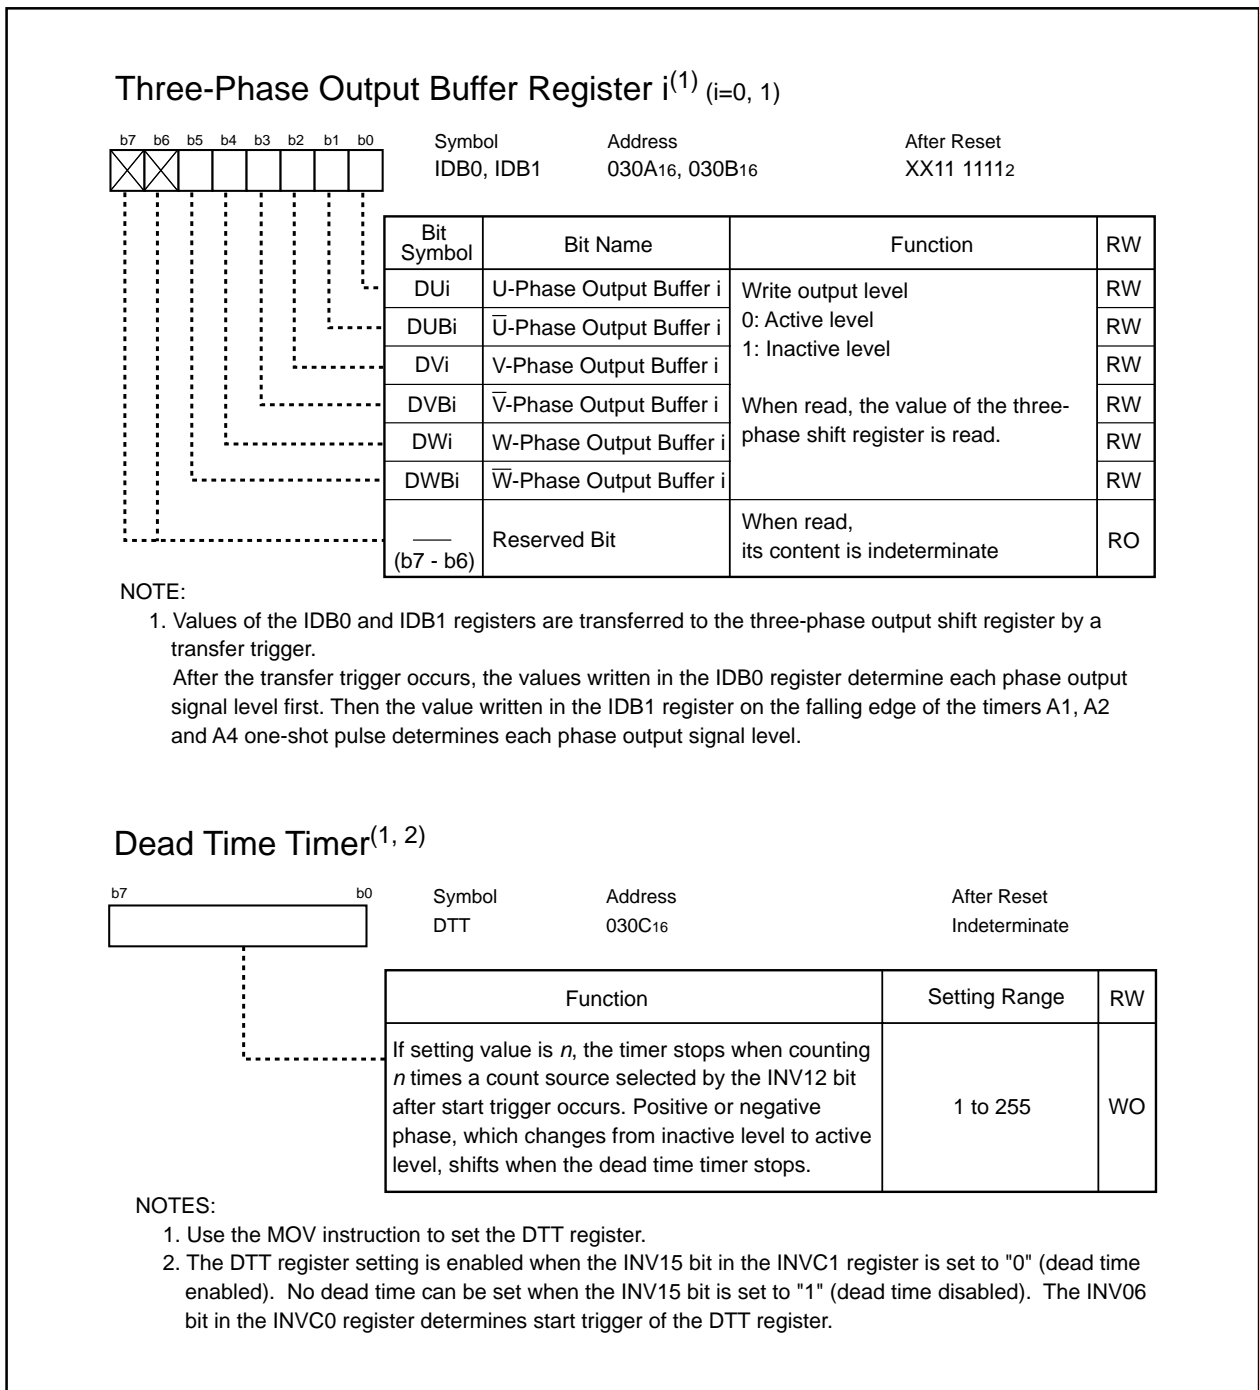 Three-Phase Output Buffer Register i(1) (i=0, 1)
b7 b6 b5 b4 b3 b2 b1 b0
Symbol Address After Reset
IDB0, IDB1 030A16, 030B16 XX11 11112
Bit Symbol Bit Name Function RW
DUi U-Phase Output Buffer i RW
DUBi U̅-Phase Output Buffer i RW
DVi V-Phase Output Buffer i RW
DVBi V̅-Phase Output Buffer i RW
DWi W-Phase Output Buffer i RW
DWBi W̅-Phase Output Buffer i RW
Write output level
0: Active level
1: Inactive level
When read, the value of the three-
phase shift register is read.
(b7 - b6) Reserved Bit RO
When read,
its content is indeterminate
NOTE:
1. Values of the IDB0 and IDB1 registers are transferred to the three-phase output shift register by a
transfer trigger.
After the transfer trigger occurs, the values written in the IDB0 register determine each phase output
signal level first. Then the value written in the IDB1 register on the falling edge of the timers A1, A2
and A4 one-shot pulse determines each phase output signal level.
Dead Time Timer(1, 2)
b7 b0
Symbol Address After Reset
DTT 030C16 Indeterminate
Function Setting Range RW
If setting value is n, the timer stops when counting
n times a count source selected by the INV12 bit
after start trigger occurs. Positive or negative
phase, which changes from inactive level to active
level, shifts when the dead time timer stops.
1 to 255 WO
NOTES:
1. Use the MOV instruction to set the DTT register.
2. The DTT register setting is enabled when the INV15 bit in the INVC1 register is set to "0" (dead time
enabled). No dead time can be set when the INV15 bit is set to "1" (dead time disabled). The INV06
bit in the INVC0 register determines start trigger of the DTT register.